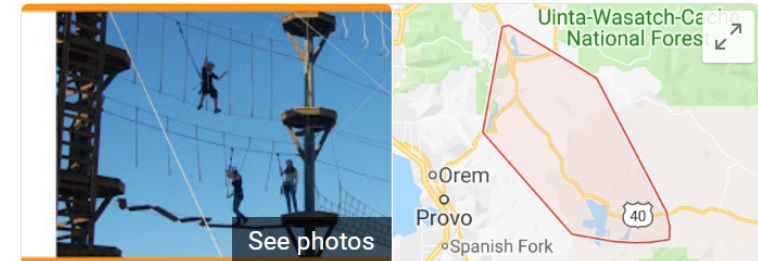 See photos
Uinta-Wasatch-Cache
National Forest
Orem
Provo
40
Spanish Fork